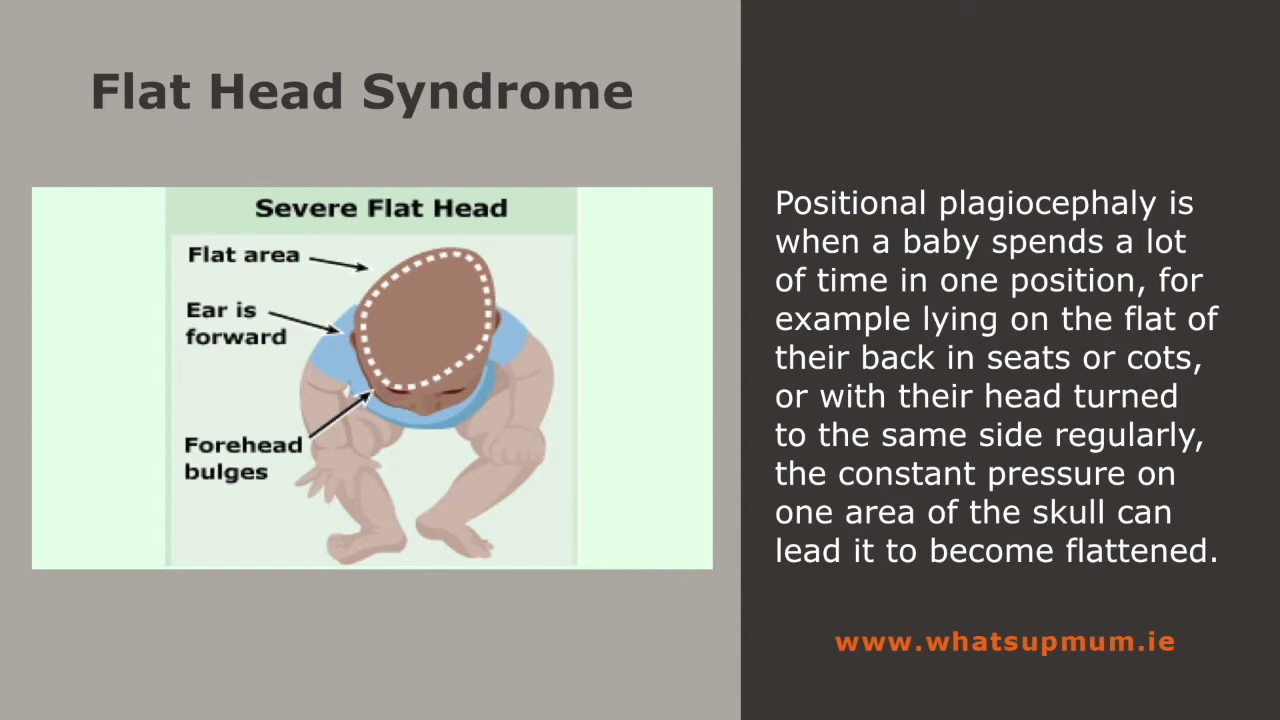 Flat Head Syndrome
Severe Flat Head
Flat area
Ear is
forward
Forehead
bulges
Positional plagiocephaly is
when a baby spends a lot
of time in one position, for
example lying on the flat of
their back in seats or cots,
or with their head turned
to the same side regularly,
the constant pressure on
one area of the skull can
lead it to become flattened.
www.whatsupmum.ie